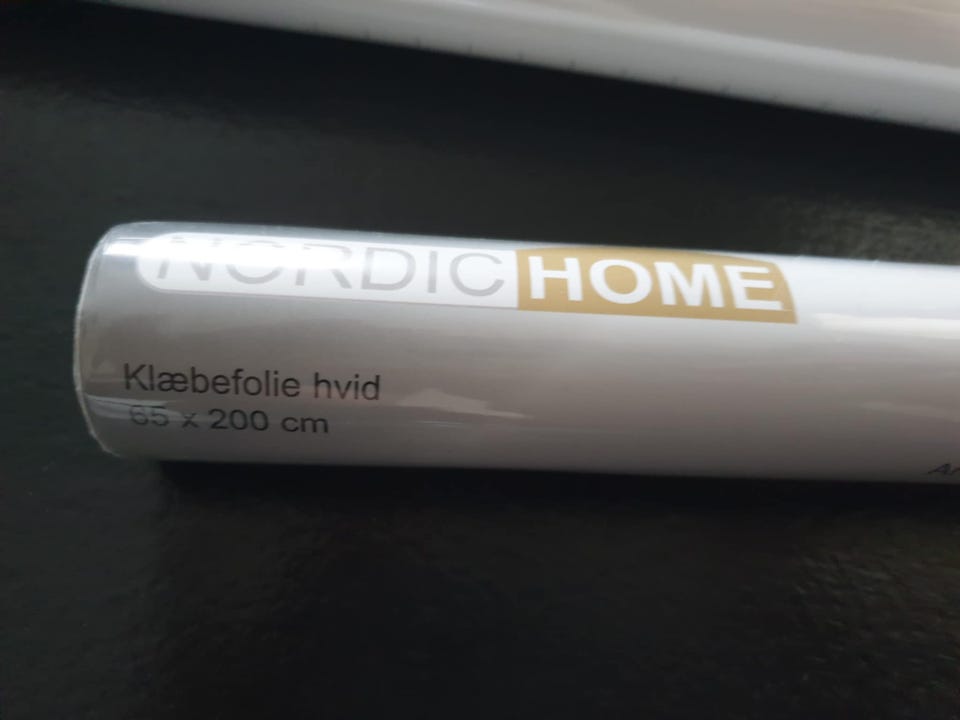 NORDIC HOME
Klæbefolie hvid
65 x 200 cm